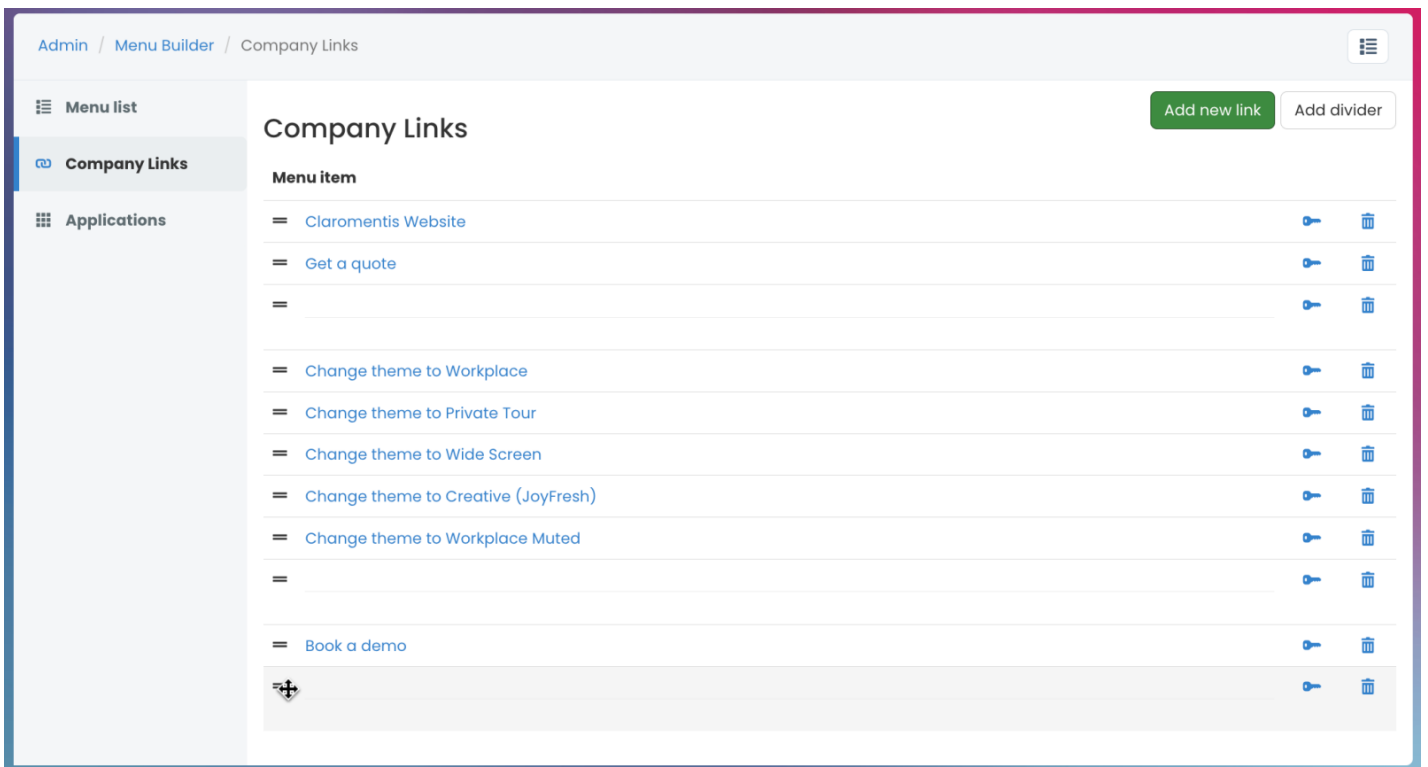 Admin / Menu Builder / Company Links
Menu list
Company Links
Applications
Company Links
Add new link
Add divider
Menu item
Claromentis Website
Get a quote
Change theme to Workplace
Change theme to Private Tour
Change theme to Wide Screen
Change theme to Creative (JoyFresh)
Change theme to Workplace Muted
Book a demo